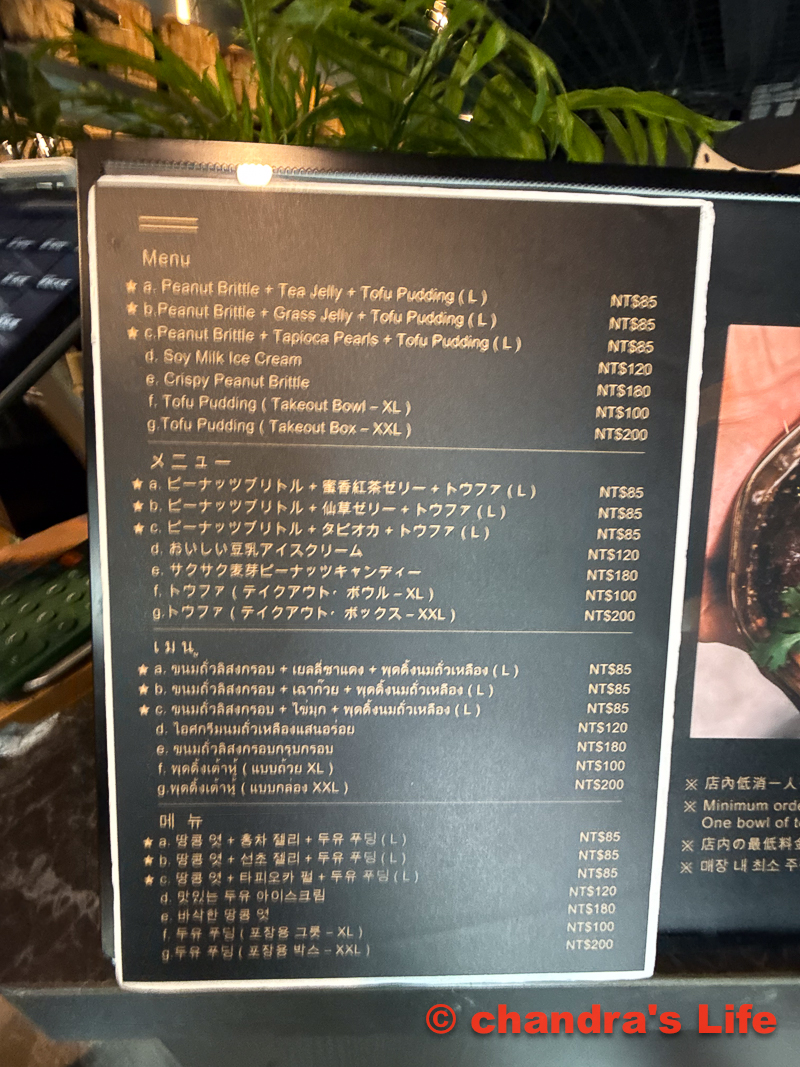 Menu
★ a. Peanut Brittle + Tea Jelly + Tofu Pudding ( L ) NT$85
★ b.Peanut Brittle + Grass Jelly + Tofu Pudding ( L ) NT$85
★ c.Peanut Brittle + Tapioca Pearls + Tofu Pudding ( L ) NT$85
d. Soy Milk Ice Cream NT$120
e. Crispy Peanut Brittle NT$180
f. Tofu Pudding ( Takeout Bowl – XL ) NT$100
g.Tofu Pudding ( Takeout Box – XXL ) NT$200
メニュー
★ a. ピーナッツブリトル + 蜜香紅茶ゼリー + トウファ ( L ) NT$85
★ b. ピーナッツブリトル + 仙草ゼリー + トウファ ( L ) NT$85
★ c. ピーナッツブリトル + タピオカ + トウファ ( L ) NT$85
d. おいしい豆乳アイスクリーム NT$120
e. サクサク麦芽ピーナッツキャンディー NT$180
f. トウファ ( テイクアウト・ ボウル – XL ) NT$100
g.トウファ ( テイクアウト・ ボックス – XXL ) NT$200
เมนู
★ a. ขนมถั่วลิสงกรอบ + เยลลี่ชาแดง + พุดดิ้งนมถั่วเหลือง ( L ) NT$85
★ b. ขนมถั่วลิสงกรอบ + เฉาก๊วย + พุดดิ้งนมถั่วเหลือง ( L ) NT$85
★ c. ขนมถั่วลิสงกรอบ + ไข่มุก + พุดดิ้งนมถั่วเหลือง ( L ) NT$85
d. ไอศกรีมนมถั่วเหลืองแสนอร่อย NT$120
e. ขนมถั่วลิสงกรอบกรุบกรอบ NT$180
f. พุดดิ้งเต้าหู้ ( แบบถ้วย XL ) NT$100
g.พุดดิ้งเต้าหู้ ( แบบกล่อง XXL ) NT$200
메 뉴
★ a. 땅콩 엿 + 홍차 젤리 + 두유 푸딩 ( L ) NT$85
★ b. 땅콩 엿 + 선초 젤리 + 두유 푸딩 ( L ) NT$85
★ c. 땅콩 엿 + 타피오카 펄 + 두유 푸딩 ( L ) NT$85
d. 맛있는 두유 아이스크림 NT$120
e. 바삭한 땅콩 엿 NT$180
f. 두유 푸딩 ( 포장용 그릇 – XL ) NT$100
g.두유 푸딩 ( 포장용 박스 – XXL ) NT$200
※ 店內低消一人
※ Minimum orde
One bowl of t
※ 店内の最低料金
※ 매장 내 최소 주
© chandra's Life